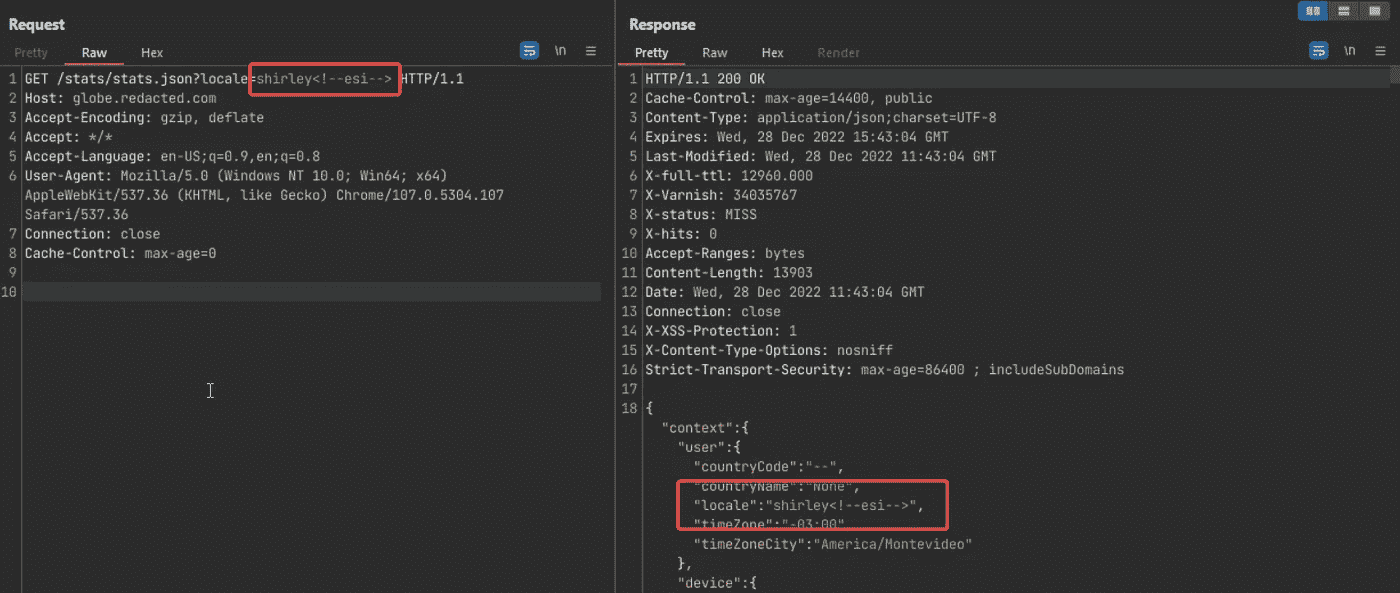 Request
Pretty Raw Hex \n
1 GET /stats/stats.json?locale=shirley<!--esi--> HTTP/1.1
2 Host: globe.redacted.com
3 Accept-Encoding: gzip, deflate
4 Accept: */*
5 Accept-Language: en-US;q=0.9,en;q=0.8
6 User-Agent: Mozilla/5.0 (Windows NT 10.0; Win64; x64)
AppleWebKit/537.36 (KHTML, like Gecko) Chrome/107.0.5304.107
Safari/537.36
7 Connection: close
8 Cache-Control: max-age=0
9
10
Response
Pretty Raw Hex Render \n
1 HTTP/1.1 200 OK
2 Cache-Control: max-age=14400, public
3 Content-Type: application/json;charset=UTF-8
4 Expires: Wed, 28 Dec 2022 15:43:04 GMT
5 Last-Modified: Wed, 28 Dec 2022 11:43:04 GMT
6 X-full-ttl: 12960.000
7 X-Varnish: 34035767
8 X-status: MISS
9 X-hits: 0
10 Accept-Ranges: bytes
11 Content-Length: 13903
12 Date: Wed, 28 Dec 2022 11:43:04 GMT
13 Connection: close
14 X-XSS-Protection: 1
15 X-Content-Type-Options: nosniff
16 Strict-Transport-Security: max-age=86400 ; includeSubDomains
17
18 {
"context":{
"user":{
"countryCode":"--",
"countryName":"None",
"locale":"shirley<!--esi-->",
"timeZone":"-03:00"
"timeZoneCity":"America/Montevideo"
},
"device":{